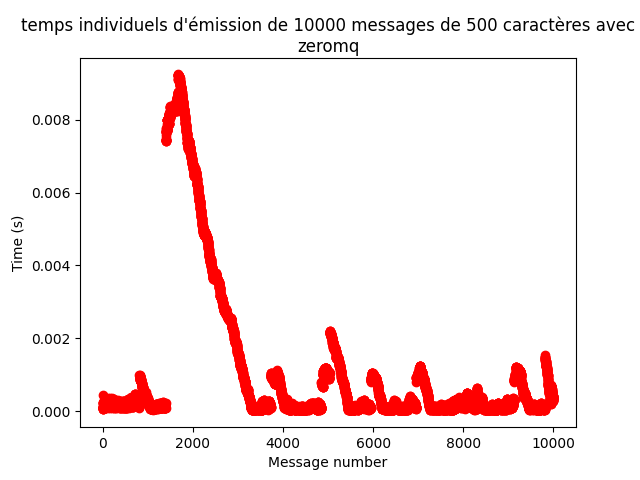 temps individuels d'émission de 10000 messages de 500 caractères avec
zeromq
0.008
0.006
0.004
0.002
0.000
Time (s)
0 2000 4000 6000 8000 10000
Message number